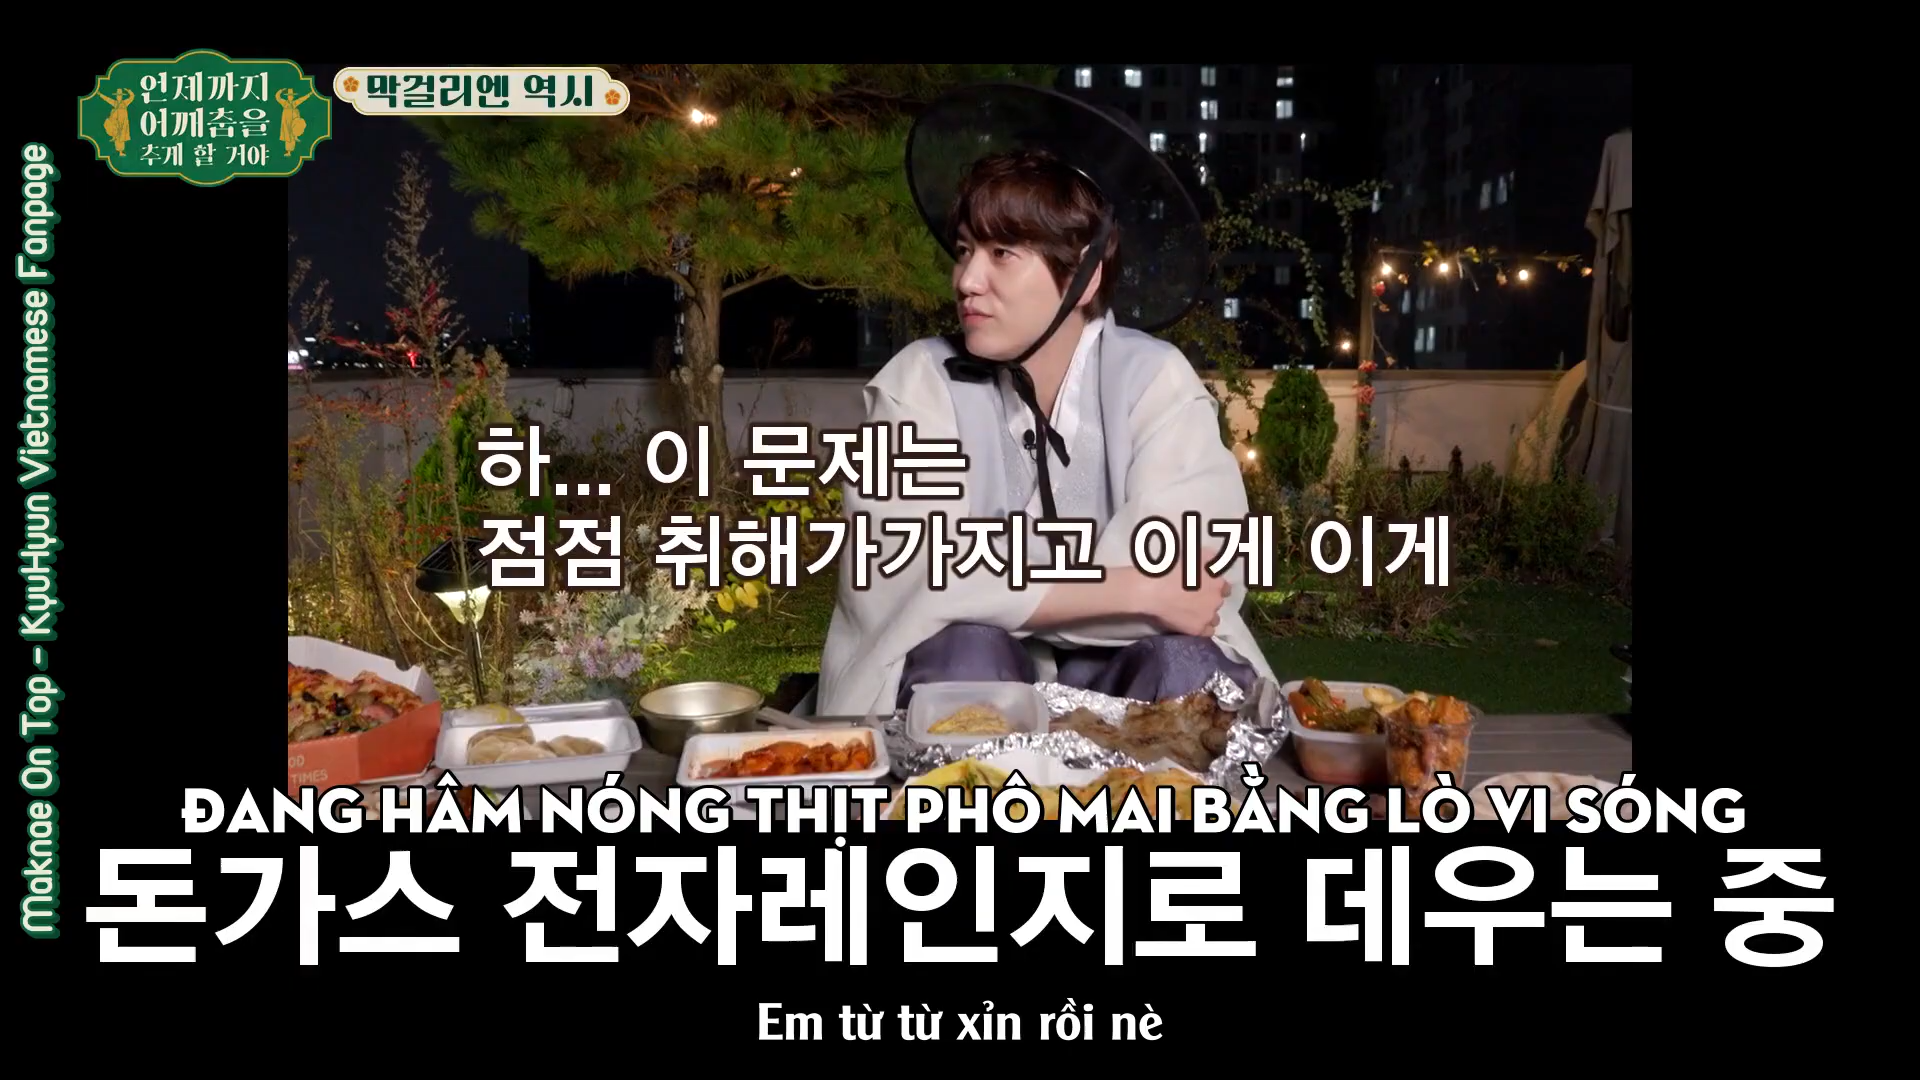 언제까지
어깨춤을
추게 할 거야
막걸리엔 역시
Maknae On Top - KyuHyun Vietnamese Fanpage
하... 이 문제는
점점 취해가가지고 이게 이게
ĐANG HÂM NÓNG THỊT PHÔ MAI BẰNG LÒ VI SÓNG
돈가스 전자레인지로 데우는 중
Em từ từ xỉn rồi nè